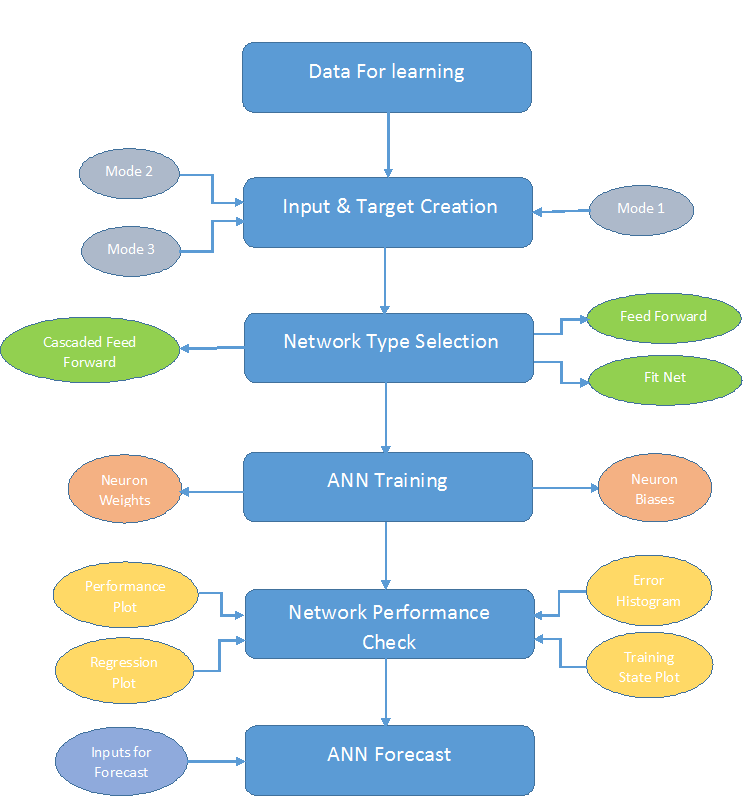 Data For learning
Mode 2
Input & Target Creation
Mode 1
Mode 3
Feed Forward
Cascaded Feed
Forward
Network Type Selection
Fit Net
Neuron
Weights
ANN Training
Neuron
Biases
Performance
Plot
Error
Histogram
Network Performance
Check
Regression
Plot
Training
State Plot
Inputs for
Forecast
ANN Forecast